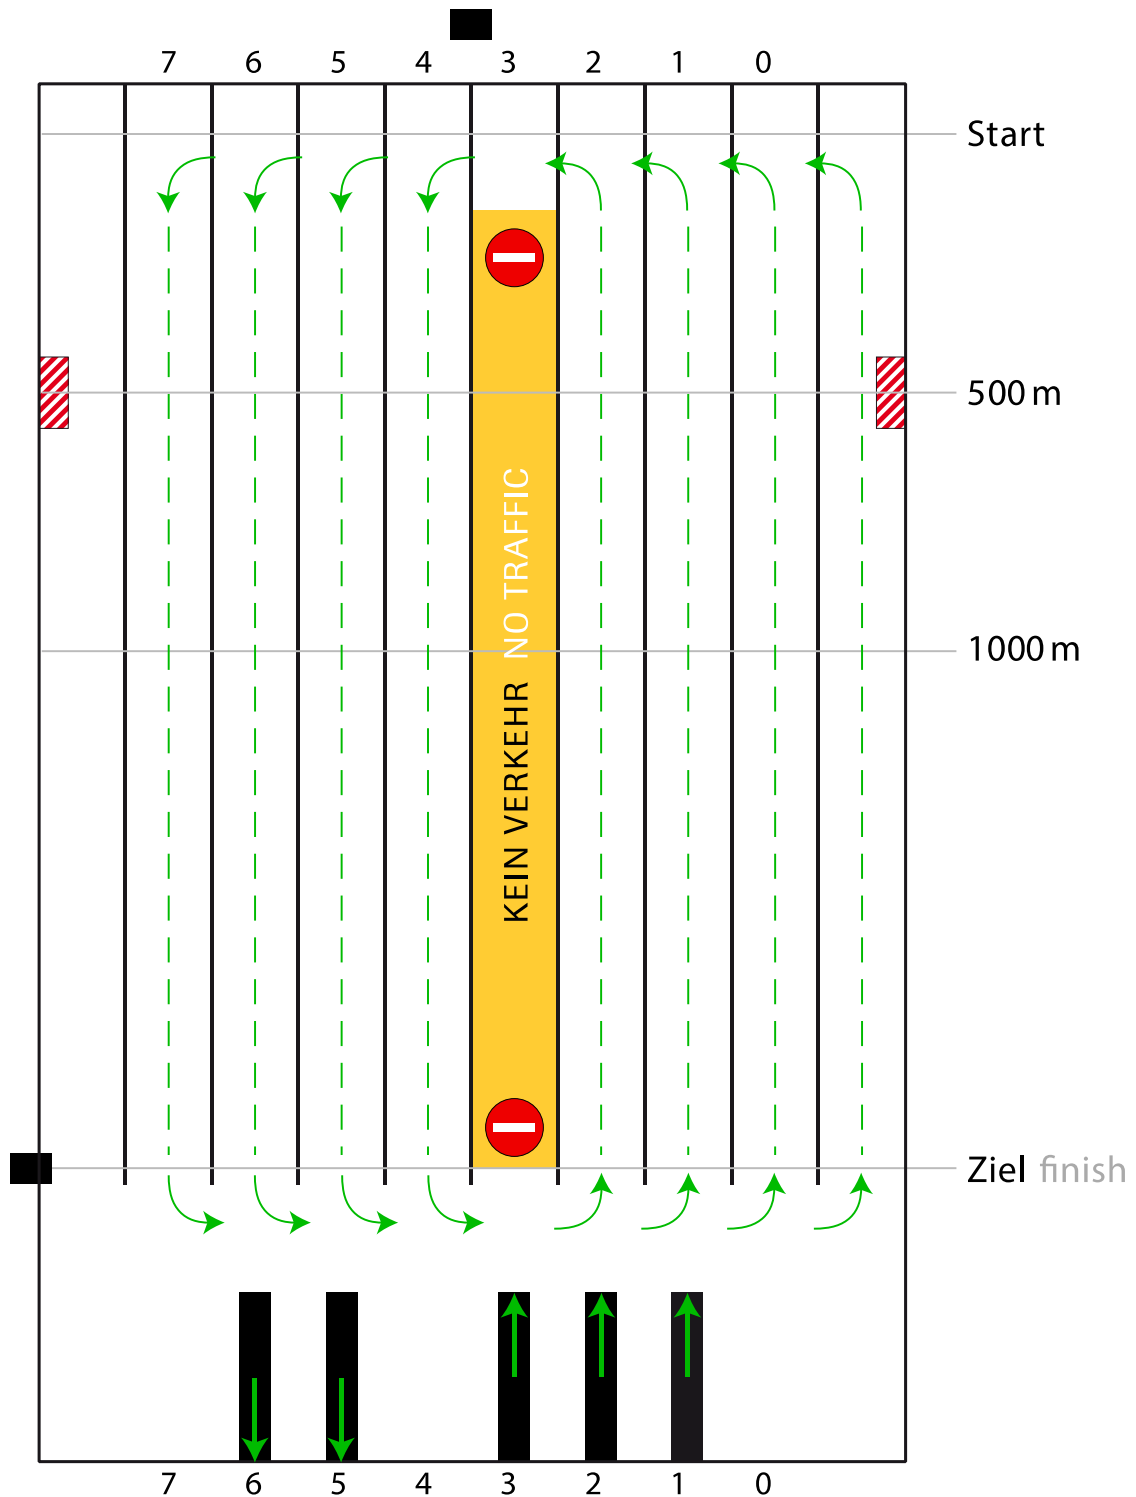 7 6 5 4 3 2 1 0
Start
500 m
1000 m
KEIN VERKEHR NO TRAFFIC
Ziel finish
7 6 5 4 3 2 1 0